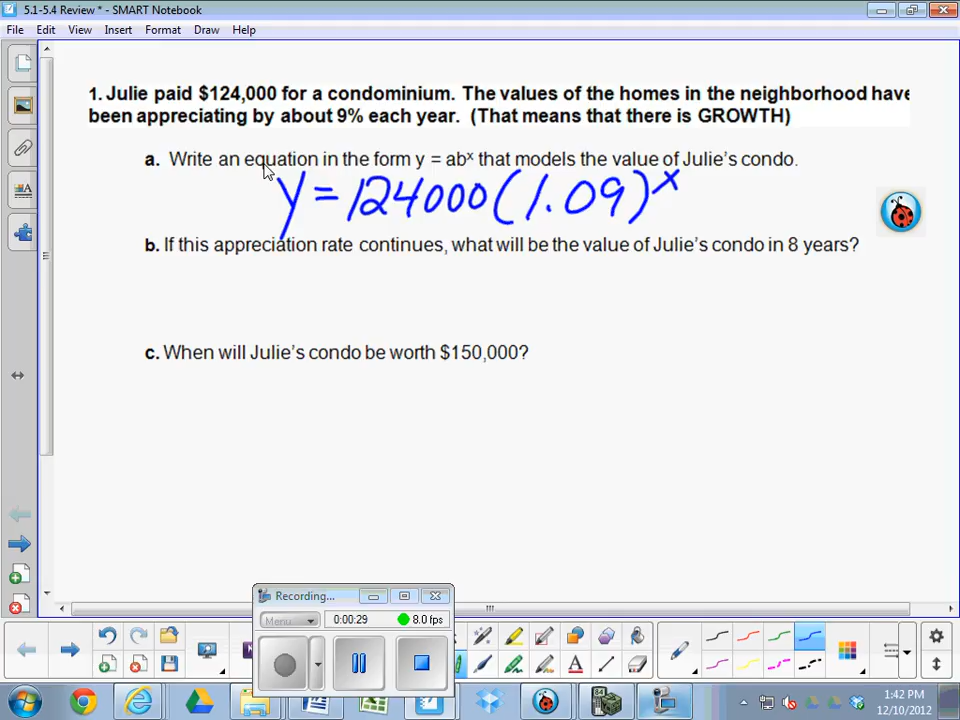 5.1-5.4 Review * - SMART Notebook
File Edit View Insert Format Draw Help
1. Julie paid $124,000 for a condominium. The values of the homes in the neighborhood have
been appreciating by about 9% each year. (That means that there is GROWTH)
a. Write an equation in the form y = abˣ that models the value of Julie's condo.
y = 124000(1.09)ˣ
b. If this appreciation rate continues, what will be the value of Julie's condo in 8 years?
c. When will Julie's condo be worth $150,000?
Recording...
Menu 0:00:29 8.0 fps
1:42 PM
12/10/2012